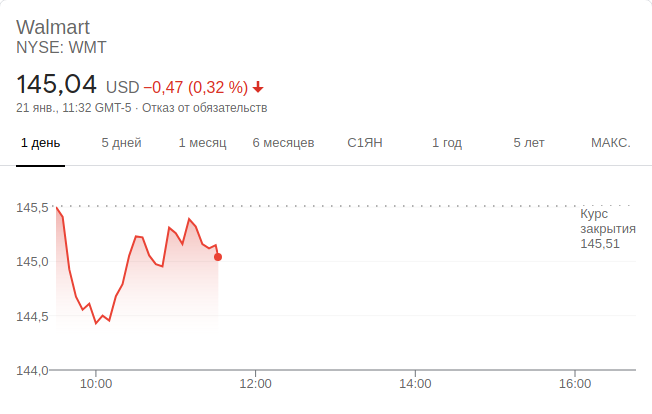 Walmart
NYSE: WMT
145,04 USD −0,47 (0,32 %)
21 янв., 11:32 GMT-5 · Отказ от обязательств
1 день 5 дней 1 месяц 6 месяцев С1ЯН 1 год 5 лет МАКС.
145,5
Курс
закрытия
145,51
145,0
144,5
144,0
10:00 12:00 14:00 16:00